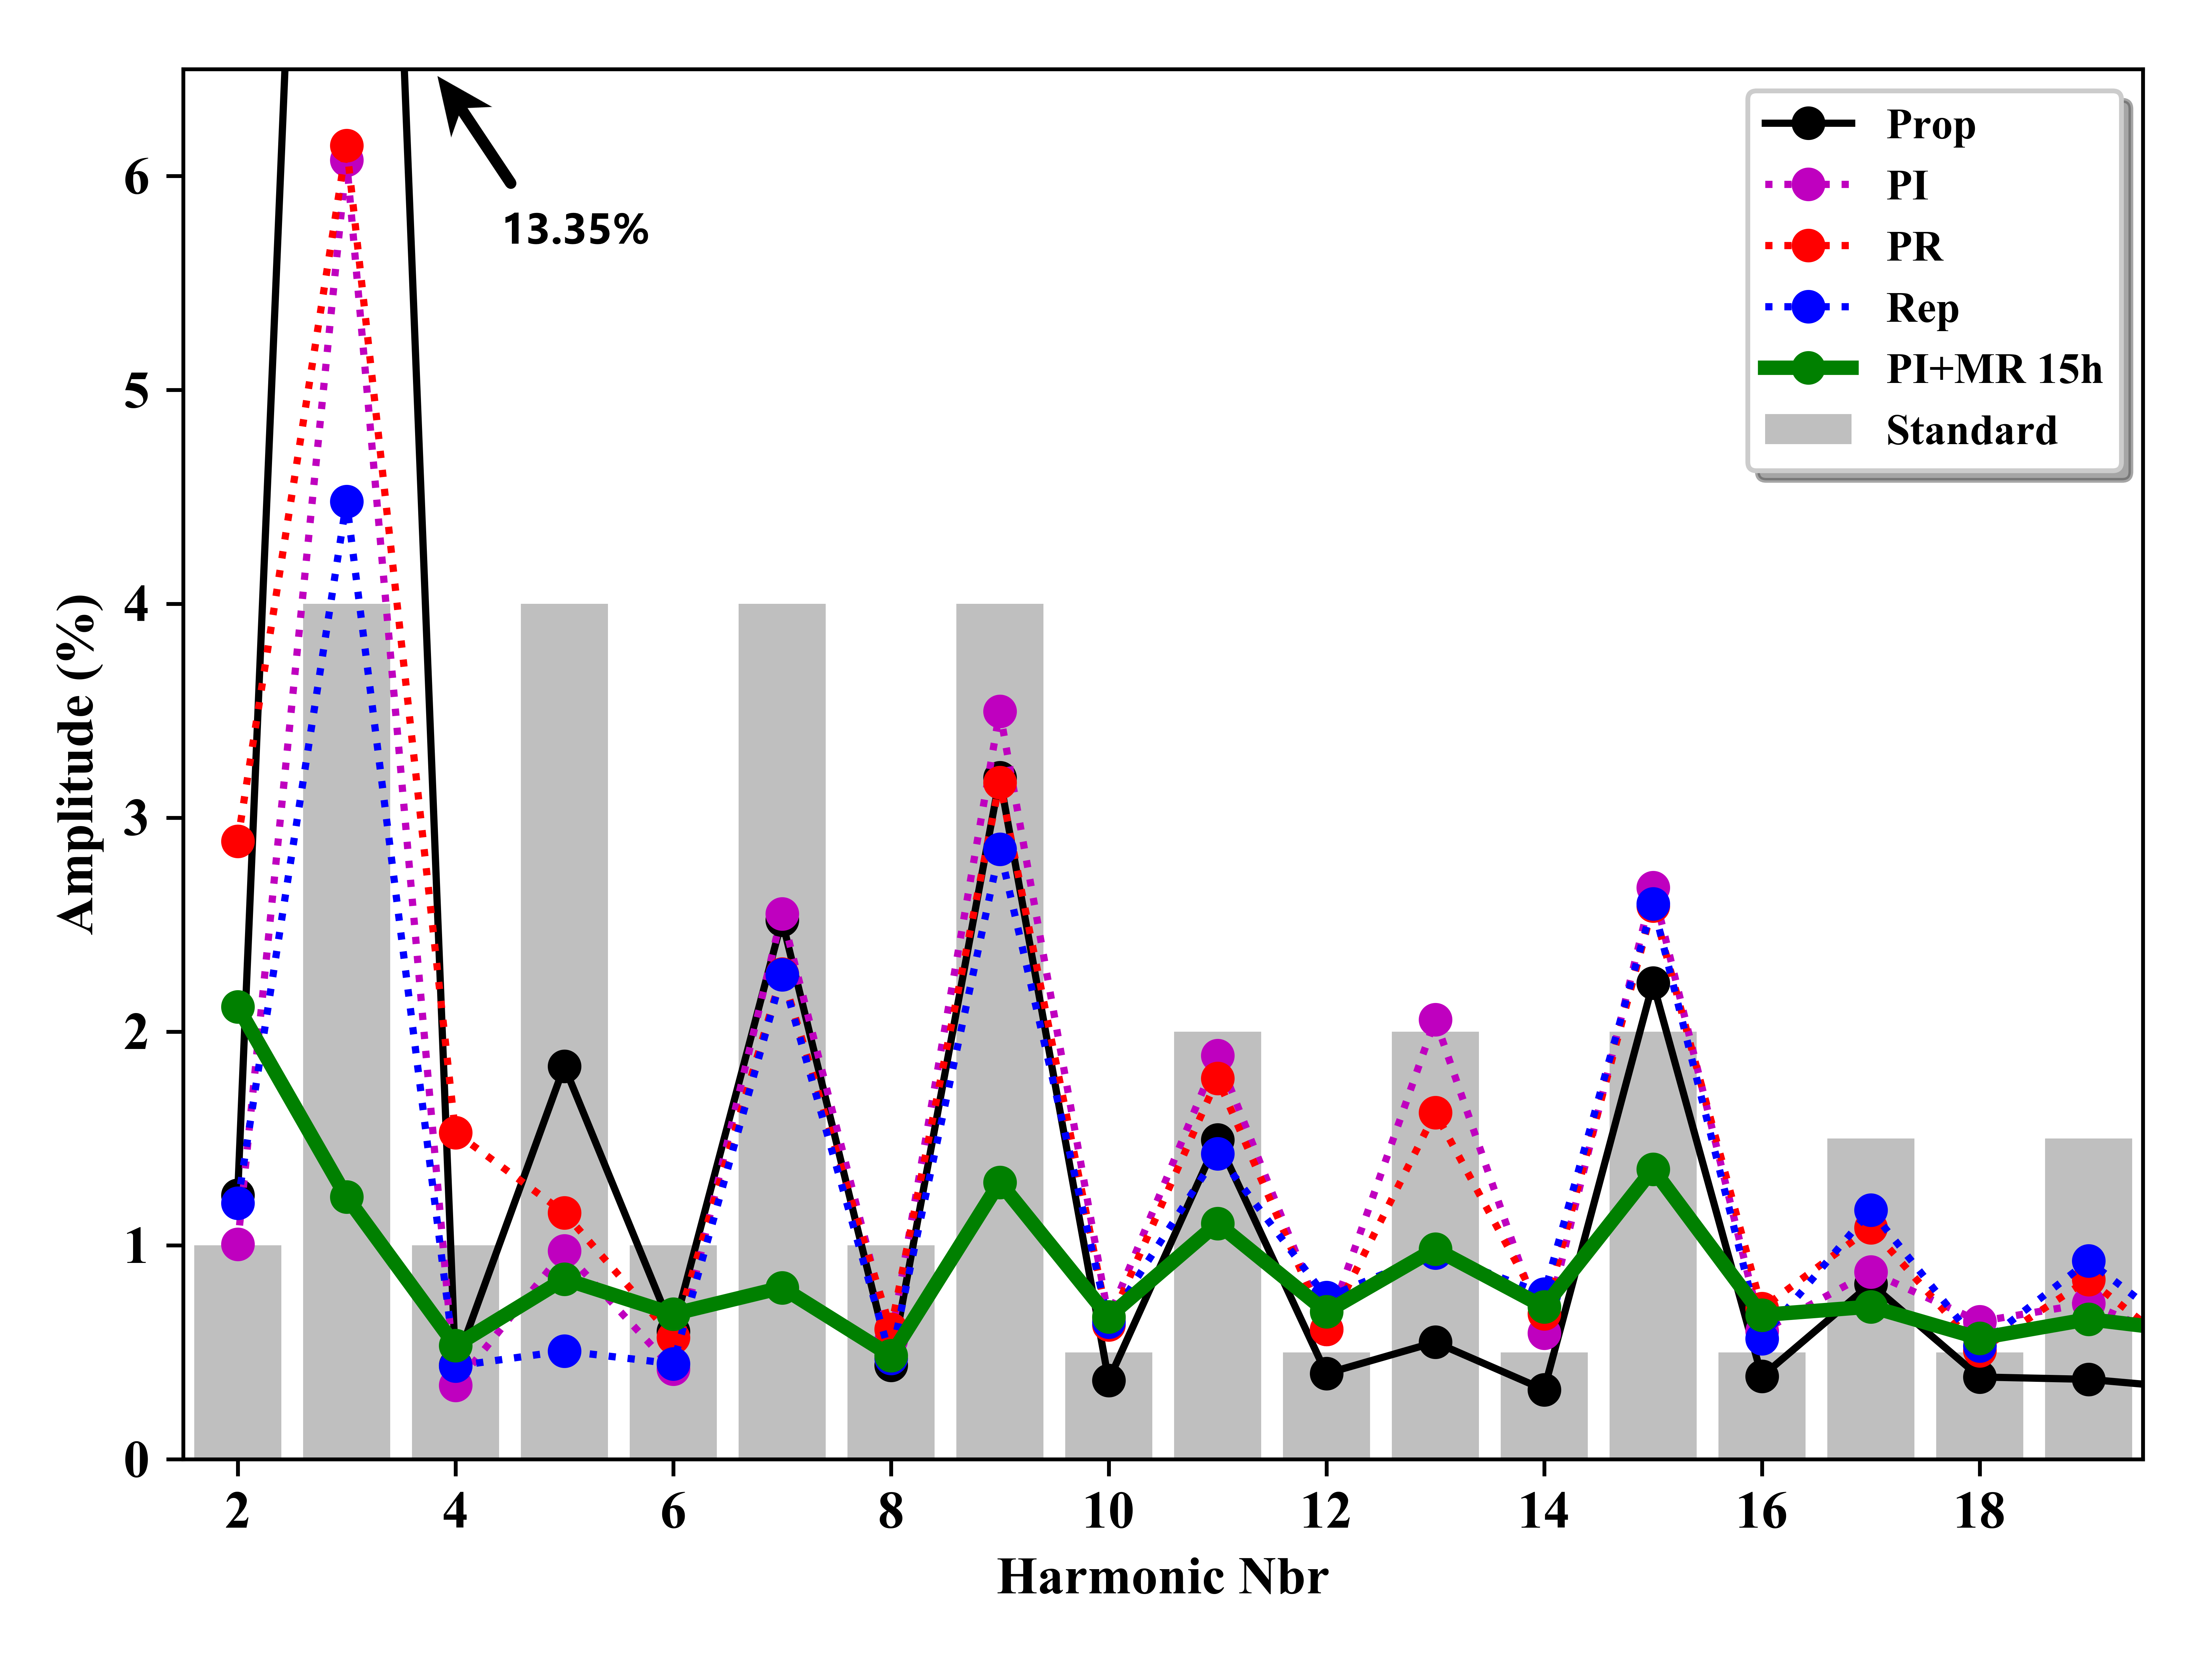 Prop
PI
PR
Rep
PI+MR 15h
Standard
13.35%
Amplitude (%)
6
5
4
3
2
1
0
2 4 6 8 10 12 14 16 18
Harmonic Nbr